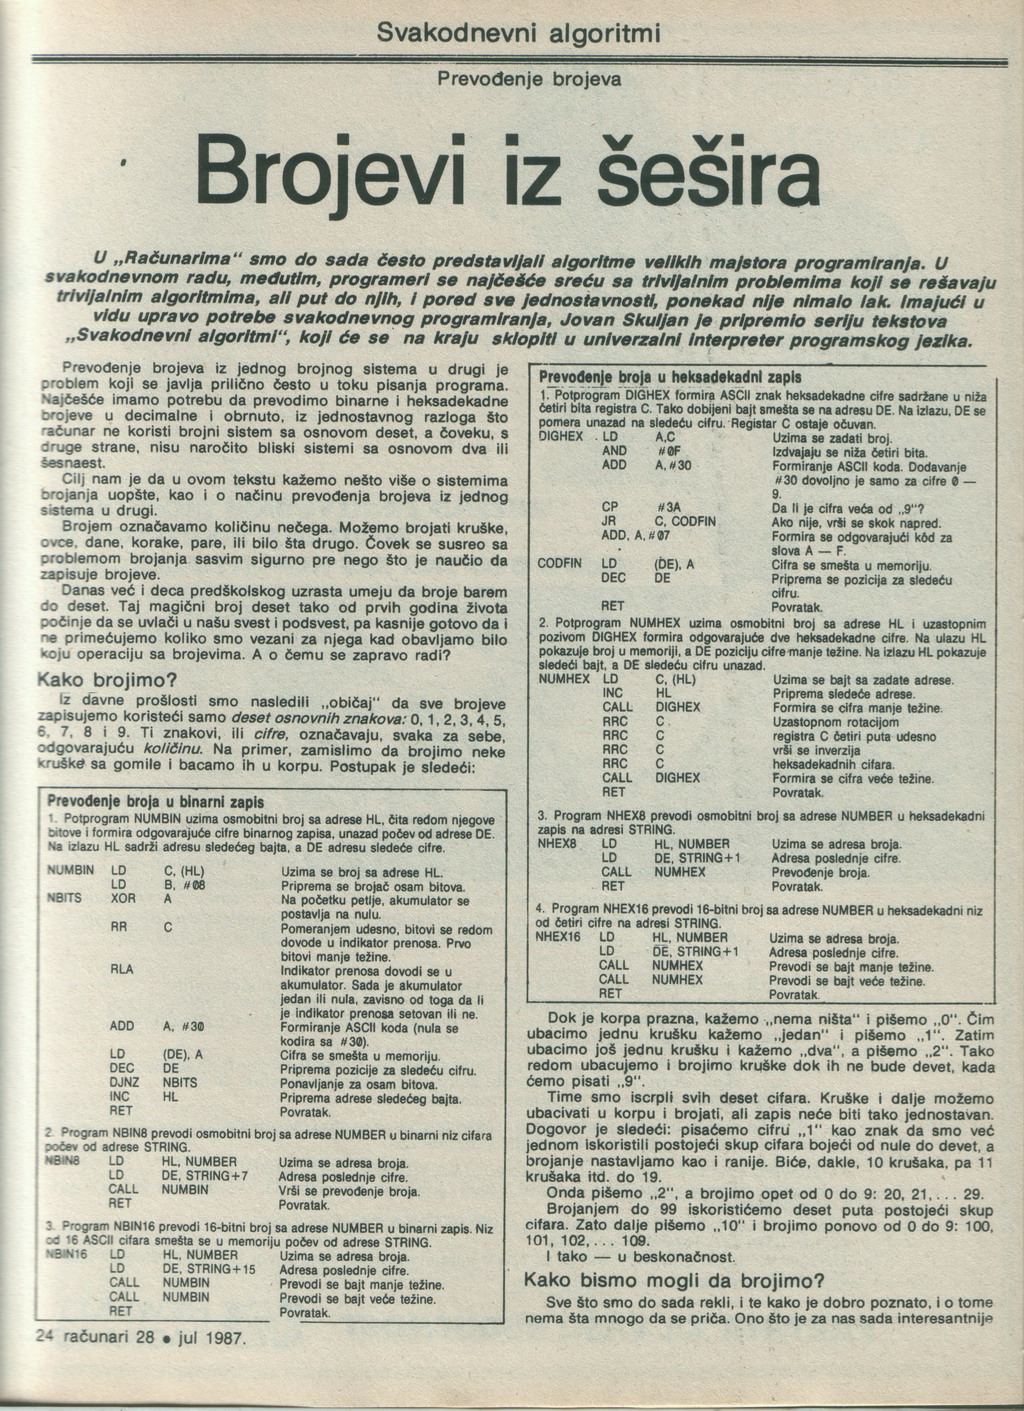 Svakodnevni algoritmi
Prevođenje brojeva
Brojevi iz šešira
U „Računarima“ smo do sada često predstavljali algoritme velikih majstora programiranja. U
svakodnevnom radu, međutim, programeri se najčešće sreću sa trivijalnim problemima koji se rešavaju
trivijalnim algoritmima, ali put do njih, i pored sve jednostavnosti, ponekad nije nimalo lak. Imajući u
vidu upravo potrebe svakodnevnog programiranja, Jovan Skuljan je pripremio seriju tekstova
„Svakodnevni algoritmi“, koji će se na kraju sklopiti u univerzalni interpreter programskog jezika.
Prevođenje brojeva iz jednog brojnog sistema u drugi je
problem koji se javlja prilično često u toku pisanja programa.
Najčešće imamo potrebu da prevodimo binarne i heksadekadne
brojeve u decimalne i obrnuto, iz jednostavnog razloga što
računar ne koristi brojni sistem sa osnovom deset, a čoveku, s
druge strane, nisu naročito bliski sistemi sa osnovom dva ili
šesnaest.
Cilj nam je da u ovom tekstu kažemo nešto više o sistemima
brojanja uopšte, kao i o načinu prevođenja brojeva iz jednog
sistema u drugi.
Brojem označavamo količinu nečega. Možemo brojati kruške,
ovce, dane, korake, pare, ili bilo šta drugo. Čovek se susreo sa
problemom brojanja sasvim sigurno pre nego što je naučio da
zapisuje brojeve.
Danas već i deca predškolskog uzrasta umeju da broje barem
do deset. Taj magični broj deset tako od prvih godina života
počinje da se uvlači u našu svest i podsvest, pa kasnije gotovo da i
ne primećujemo koliko smo vezani za njega kad obavljamo bilo
koju operaciju sa brojevima. A o čemu se zapravo radi?
Kako brojimo?
Iz davne prošlosti smo nasledili „običaj“ da sve brojeve
zapisujemo koristeći samo deset osnovnih znakova: 0, 1, 2, 3, 4, 5,
6, 7, 8 i 9. Ti znakovi, ili cifre, označavaju, svaka za sebe,
odgovarajuću količinu. Na primer, zamislimo da brojimo neke
kruške sa gomile i bacamo ih u korpu. Postupak je sledeći:
Prevođenje broja u binarni zapis
1. Potprogram NUMBIN uzima osmobitni broj sa adrese HL, čita redom njegove
bitove i formira odgovarajuće cifre binarnog zapisa, unazad počev od adrese DE.
Na izlazu HL sadrži adresu sledećeg bajta, a DE adresu sledeće cifre.
NUMBIN LD C, (HL) Uzima se broj sa adrese HL.
LD B, #08 Priprema se brojač osam bitova.
NBITS XOR A Na početku petlje, akumulator se
postavlja na nulu.
RR C Pomeranjem udesno, bitovi se redom
dovode u indikator prenosa. Prvo
bitovi manje težine.
RLA Indikator prenosa dovodi se u
akumulator. Sada je akumulator
jedan ili nula, zavisno od toga da li
je indikator prenosa setovan ili ne.
ADD A, #30 Formiranje ASCII koda (nula se
kodira sa #30).
LD (DE), A Cifra se smešta u memoriju.
DEC DE Priprema pozicije za sledeću cifru.
DJNZ NBITS Ponavljanje za osam bitova.
INC HL Priprema adrese sledećeg bajta.
RET Povratak.
2. Program NBIN8 prevodi osmobitni broj sa adrese NUMBER u binarni niz cifara
počev od adrese STRING.
NBIN8 LD HL, NUMBER Uzima se adresa broja.
LD DE, STRING+7 Adresa poslednje cifre.
CALL NUMBIN Vrši se prevođenje broja.
RET Povratak.
3. Program NBIN16 prevodi 16-bitni broj sa adrese NUMBER u binarni zapis. Niz
od 16 ASCII cifara smešta se u memoriju počev od adrese STRING.
NBIN16 LD HL, NUMBER Uzima se adresa broja.
LD DE, STRING+15 Adresa poslednje cifre.
CALL NUMBIN Prevodi se bajt manje težine.
CALL NUMBIN Prevodi se bajt veće težine.
RET Povratak.
24 računari 28 • jul 1987.
Prevođenje broja u heksadekadni zapis
1. Potprogram DIGHEX formira ASCII znak heksadekadne cifre sadržane u niža
četiri bita registra C. Tako dobijeni bajt smešta se na adresu DE. Na izlazu, DE se
pomera unazad na sledeću cifru. Registar C ostaje očuvan.
DIGHEX LD A,C Uzima se zadati broj.
AND #0F Izdvajaju se niža četiri bita.
ADD A, #30 Formiranje ASCII koda. Dodavanje
#30 dovoljno je samo za cifre 0 —
9.
CP #3A Da li je cifra veća od „9“?
JR C, CODFIN Ako nije, vrši se skok napred.
ADD, A, #07 Formira se odgovarajući kôd za
slova A — F.
CODFIN LD (DE), A Cifra se smešta u memoriju.
DEC DE Priprema se pozicija za sledeću
cifru.
RET Povratak.
2. Potprogram NUMHEX uzima osmobitni broj sa adrese HL i uzastopnim
pozivom DIGHEX formira odgovarajuće dve heksadekadne cifre. Na ulazu HL
pokazuje broj u memoriji, a DE poziciju cifre manje težine. Na izlazu HL pokazuje
sledeći bajt, a DE sledeću cifru unazad.
NUMHEX LD C, (HL) Uzima se bajt sa zadate adrese.
INC HL Priprema sledeće adrese.
CALL DIGHEX Formira se cifra manje težine.
RRC C Uzastopnom rotacijom
RRC C registra C četiri puta udesno
RRC C vrši se inverzija
RRC C heksadekadnih cifara.
CALL DIGHEX Formira se cifra veće težine.
RET Povratak.
3. Program NHEX8 prevodi osmobitni broj sa adrese NUMBER u heksadekadni
zapis na adresi STRING.
NHEX8 LD HL, NUMBER Uzima se adresa broja.
LD DE, STRING+1 Adresa poslednje cifre.
CALL NUMHEX Prevođenje broja.
RET Povratak.
4. Program NHEX16 prevodi 16-bitni broj sa adrese NUMBER u heksadekadni niz
od četiri cifre na adresi STRING.
NHEX16 LD HL, NUMBER Uzima se adresa broja.
LD DE, STRING+1 Adresa poslednje cifre.
CALL NUMHEX Prevodi se bajt manje težine.
CALL NUMHEX Prevodi se bajt veće težine.
RET Povratak.
Dok je korpa prazna, kažemo „nema ništa“ i pišemo „0“. Čim
ubacimo jednu krušku kažemo „jedan“ i pišemo „1“. Zatim
ubacimo još jednu krušku i kažemo „dva“, a pišemo „2“. Tako
redom ubacujemo i brojimo kruške dok ih ne bude devet, kada
ćemo pisati „9“.
Time smo iscrpli svih deset cifara. Kruške i dalje možemo
ubacivati u korpu i brojati, ali zapis neće biti tako jednostavan.
Dogovor je sledeći: pisaćemo cifru „1“ kao znak da smo već
jednom iskoristili postojeći skup cifara bojeći od nule do devet, a
brojanje nastavljamo kao i ranije. Biće, dakle, 10 krušaka, pa 11
krušaka itd. do 19.
Onda pišemo „2“, a brojimo opet od 0 do 9: 20, 21,... 29.
Brojanjem do 99 iskoristićemo deset puta postojeći skup
cifara. Zato dalje pišemo „10“ i brojimo ponovo od 0 do 9: 100,
101, 102,... 109.
I tako — u beskonačnost.
Kako bismo mogli da brojimo?
Sve što smo do sada rekli, i te kako je dobro poznato, i o tome
nema šta mnogo da se priča. Ono što je za nas sada interesantnije